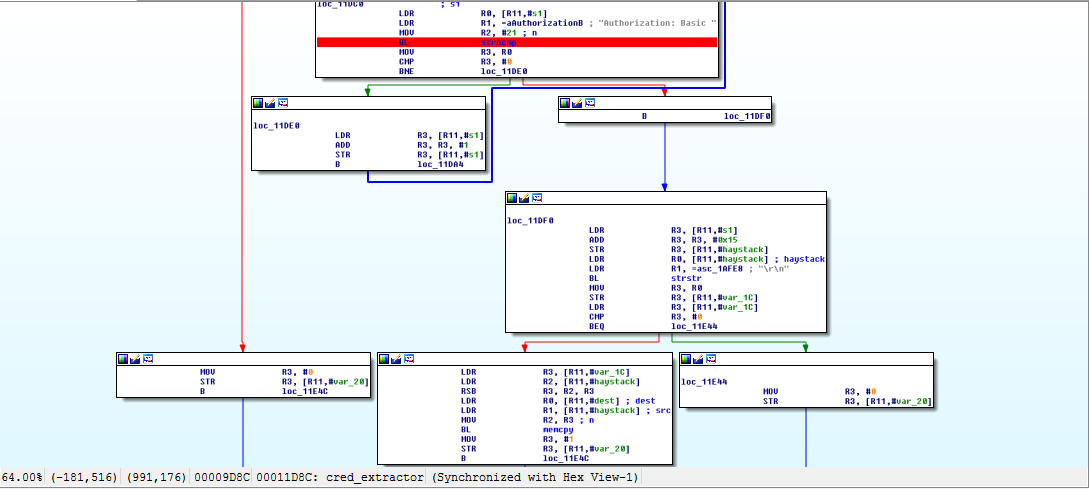 loc_11DC0 ; s1
LDR R0, [R11,#s1]
LDR R1, =aAuthorizationB ; "Authorization: Basic "
MOV R2, #21 ; n
BL strncmp
MOV R3, R0
CMP R3, #0
BNE loc_11DE0
loc_11DE0
LDR R3, [R11,#s1]
ADD R3, R3, #1
STR R3, [R11,#s1]
B loc_11DA4
B loc_11DF0
loc_11DF0
LDR R3, [R11,#s1]
ADD R3, R3, #0x15
STR R3, [R11,#haystack]
LDR R0, [R11,#haystack] ; haystack
LDR R1, =asc_1AFE8 ; "\r\n"
BL strstr
MOV R3, R0
STR R3, [R11,#var_1C]
LDR R3, [R11,#var_1C]
CMP R3, #0
BEQ loc_11E44
MOV R3, #0
STR R3, [R11,#var_20]
B loc_11E4C
LDR R3, [R11,#var_1C]
LDR R2, [R11,#haystack]
RSB R3, R2, R3
LDR R0, [R11,#dest] ; dest
LDR R1, [R11,#haystack] ; src
MOV R2, R3 ; n
BL memcpy
MOV R3, #1
STR R3, [R11,#var_20]
B loc_11E4C
loc_11E44
MOV R3, #0
STR R3, [R11,#var_20]
64.00% (-181,516) (991,176) 00009D8C 00011D8C: cred_extractor (Synchronized with Hex View-1)